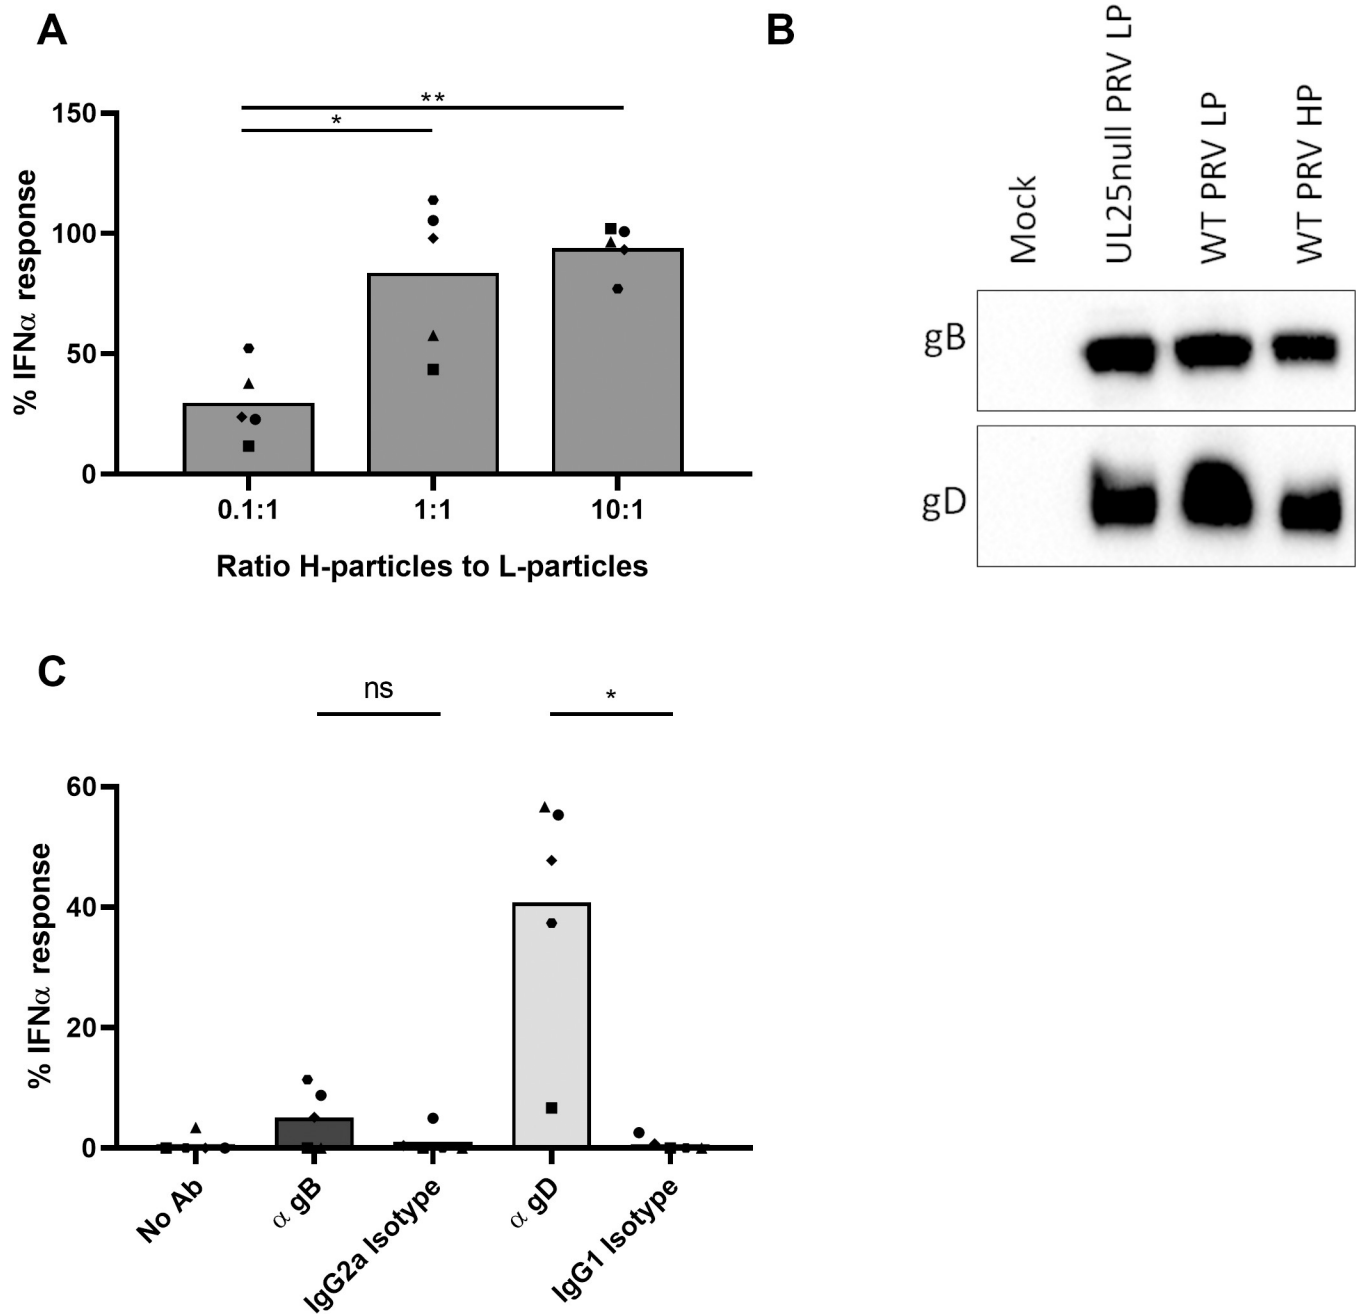 A
% IFNα response
150
100
50
0
*
**
0.1:1
1:1
10:1
Ratio H-particles to L-particles
B
Mock
UL25null PRV LP
WT PRV LP
WT PRV HP
gB
gD
C
% IFNα response
60
40
20
0
ns
*
No Ab
α gB
IgG2a Isotype
α gD
IgG1 Isotype